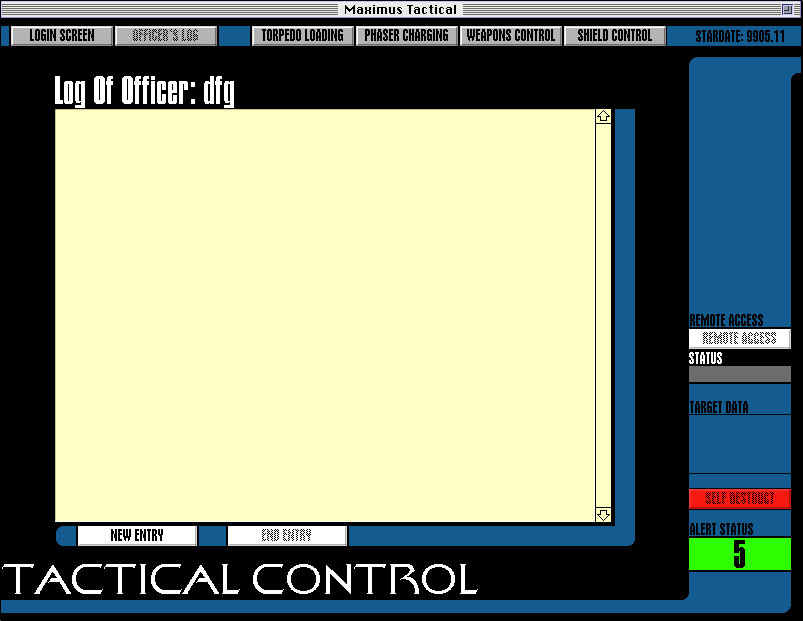 Maximus Tactical
LOGIN SCREEN OFFICER'S LOG TORPEDO LOADING PHASER CHARGING WEAPONS CONTROL SHIELD CONTROL STARDATE: 9905.11
Log Of Officer: dfg
REMOTE ACCESS
REMOTE ACCESS
STATUS
TARGET DATA
SELF DESTRUCT
ALERT STATUS
5
NEW ENTRY END ENTRY
TACTICAL CONTROL